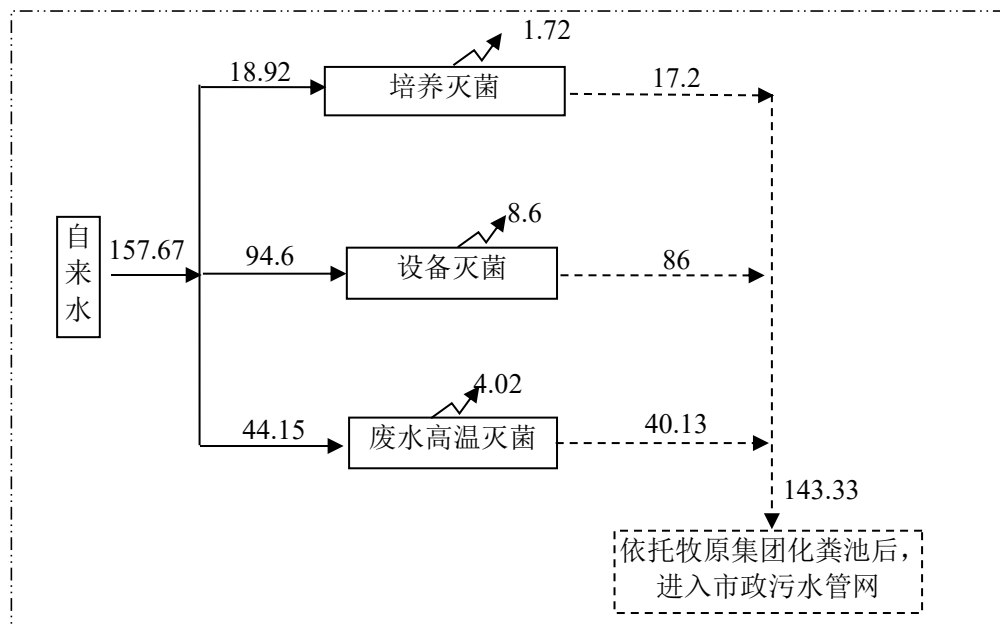 1.72
18.92
培养灭菌
17.2
自来水
157.67
94.6
8.6
设备灭菌
86
44.15
4.02
废水高温灭菌
40.13
143.33
依托牧原集团化粪池后，
进入市政污水管网